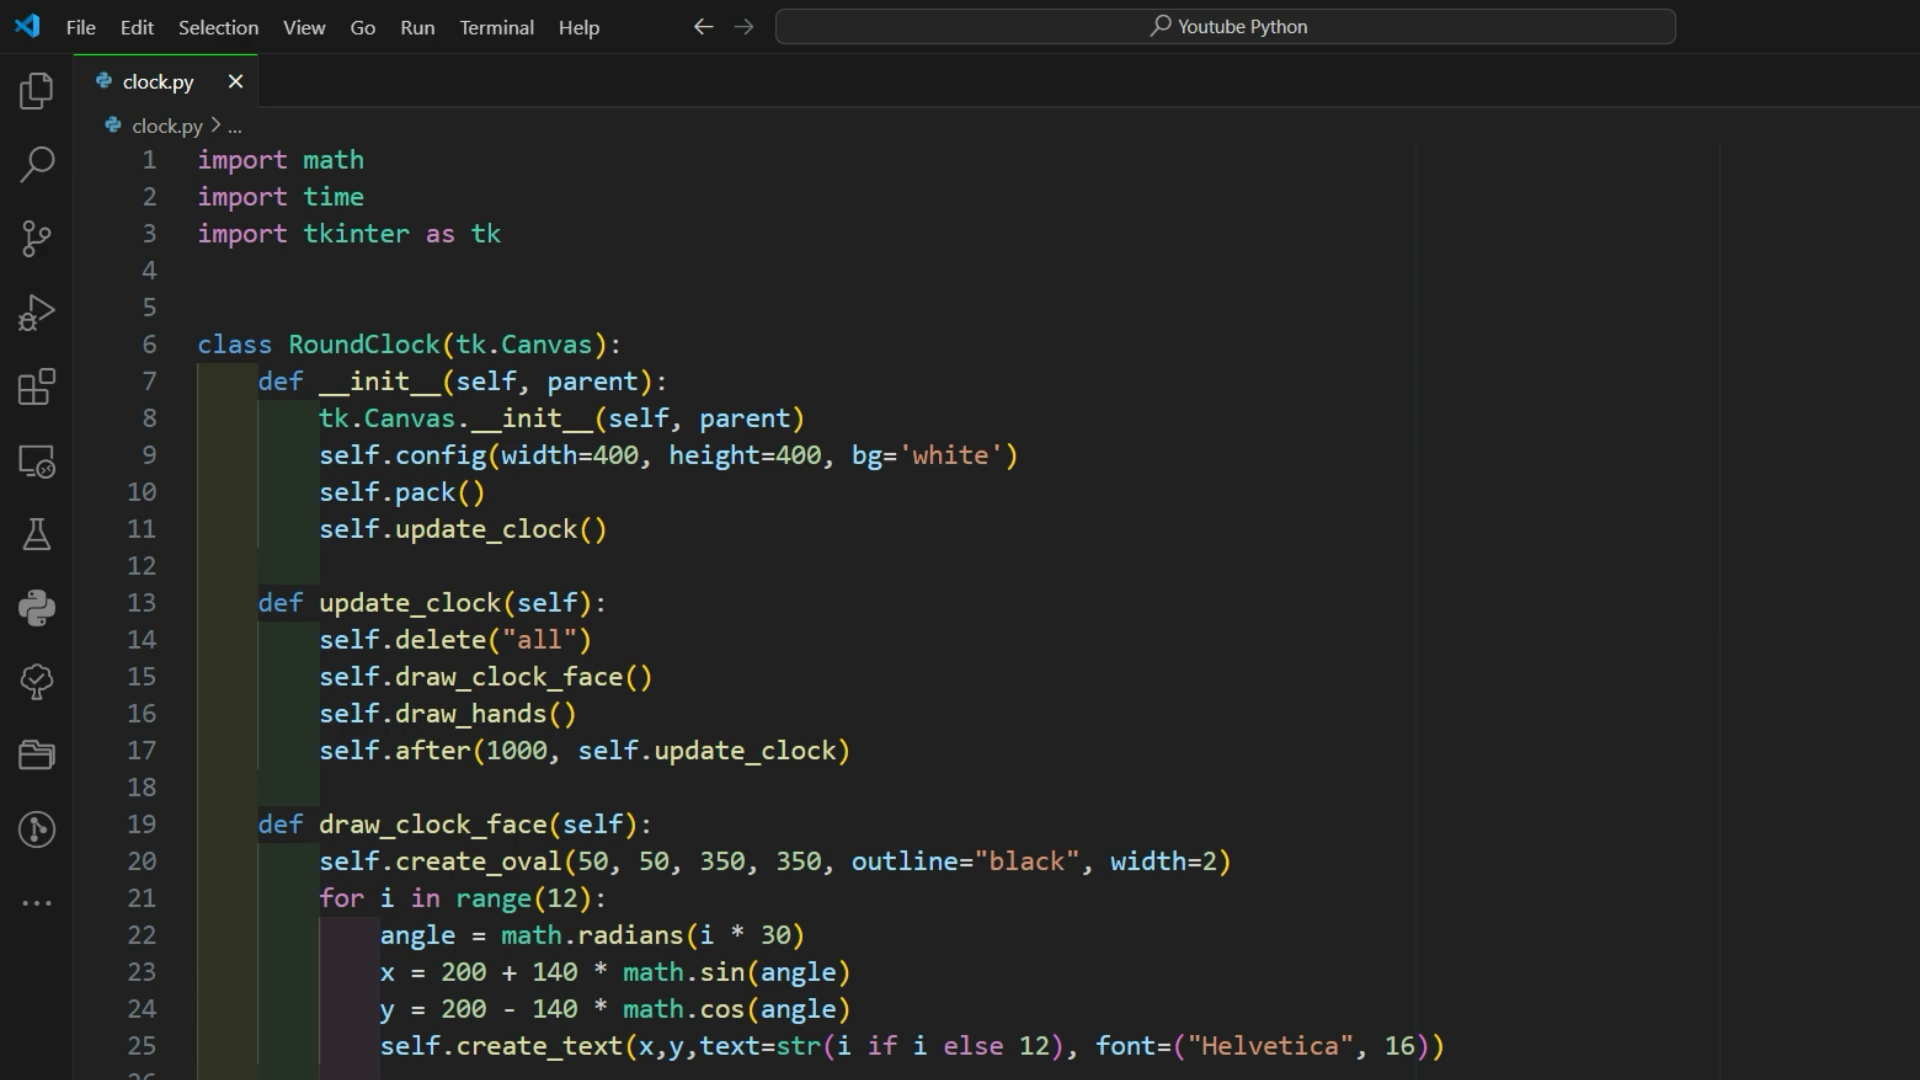 File Edit Selection View Go Run Terminal Help Youtube Python
clock.py
clock.py > ...
1 import math
2 import time
3 import tkinter as tk
4
5
6 class RoundClock(tk.Canvas):
7     def __init__(self, parent):
8         tk.Canvas.__init__(self, parent)
9         self.config(width=400, height=400, bg='white')
10         self.pack()
11         self.update_clock()
12
13     def update_clock(self):
14         self.delete("all")
15         self.draw_clock_face()
16         self.draw_hands()
17         self.after(1000, self.update_clock)
18
19     def draw_clock_face(self):
20         self.create_oval(50, 50, 350, 350, outline="black", width=2)
21         for i in range(12):
22             angle = math.radians(i * 30)
23             x = 200 + 140 * math.sin(angle)
24             y = 200 - 140 * math.cos(angle)
25             self.create_text(x,y,text=str(i if i else 12), font=("Helvetica", 16))